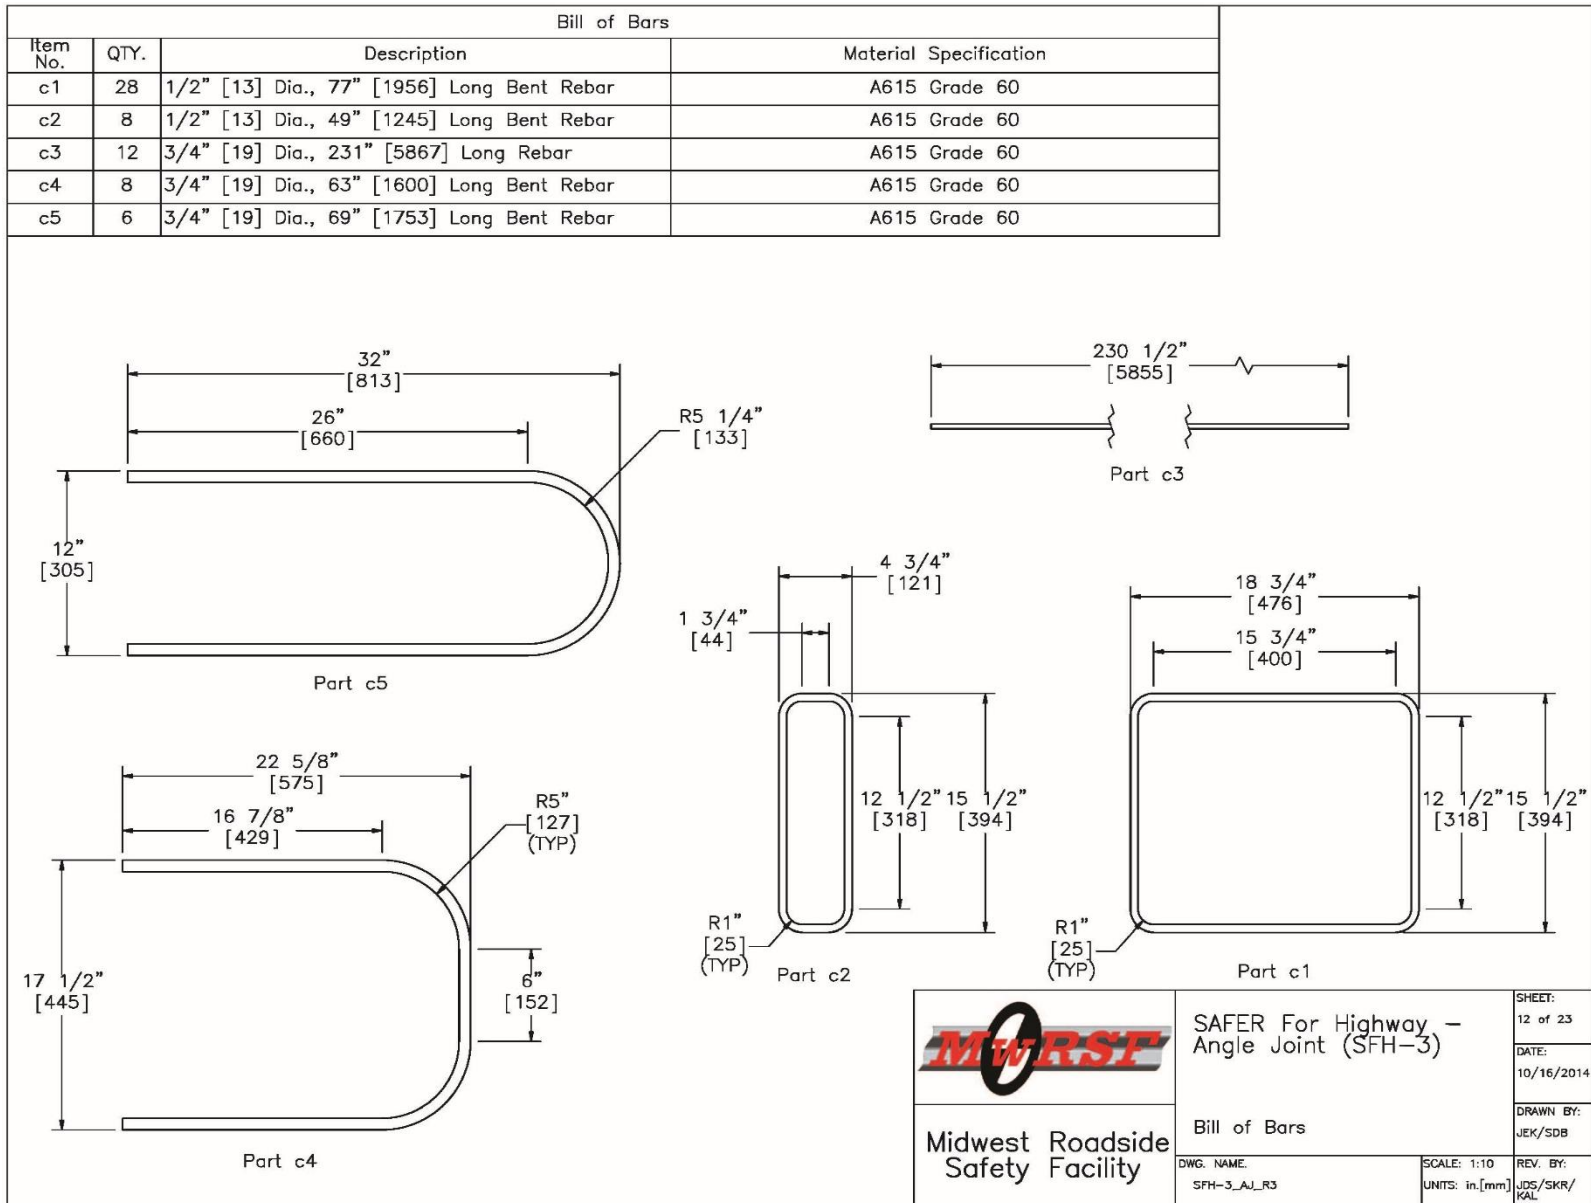 Bill of Bars
Item No. QTY. Description Material Specification
c1 28 1/2" [13] Dia., 77" [1956] Long Bent Rebar A615 Grade 60
c2 8 1/2" [13] Dia., 49" [1245] Long Bent Rebar A615 Grade 60
c3 12 3/4" [19] Dia., 231" [5867] Long Rebar A615 Grade 60
c4 8 3/4" [19] Dia., 63" [1600] Long Bent Rebar A615 Grade 60
c5 6 3/4" [19] Dia., 69" [1753] Long Bent Rebar A615 Grade 60
32"
[813]
26"
[660]
R5 1/4"
[133]
12"
[305]
Part c5
230 1/2"
[5855]
Part c3
4 3/4"
[121]
1 3/4"
[44]
12 1/2"
[318]
15 1/2"
[394]
R1"
[25]
(TYP)
Part c2
18 3/4"
[476]
15 3/4"
[400]
12 1/2"
[318]
15 1/2"
[394]
R1"
[25]
(TYP)
Part c1
22 5/8"
[575]
16 7/8"
[429]
R5"
[127]
(TYP)
17 1/2"
[445]
6"
[152]
Part c4
MwRSF
Midwest Roadside
Safety Facility
SAFER For Highway –
Angle Joint (SFH–3)
Bill of Bars
DWG. NAME.
SFH–3_AJ_R3
SCALE: 1:10
UNITS: in.[mm]
SHEET:
12 of 23
DATE:
10/16/2014
DRAWN BY:
JEK/SDB
REV. BY:
JDS/SKR/
KAL